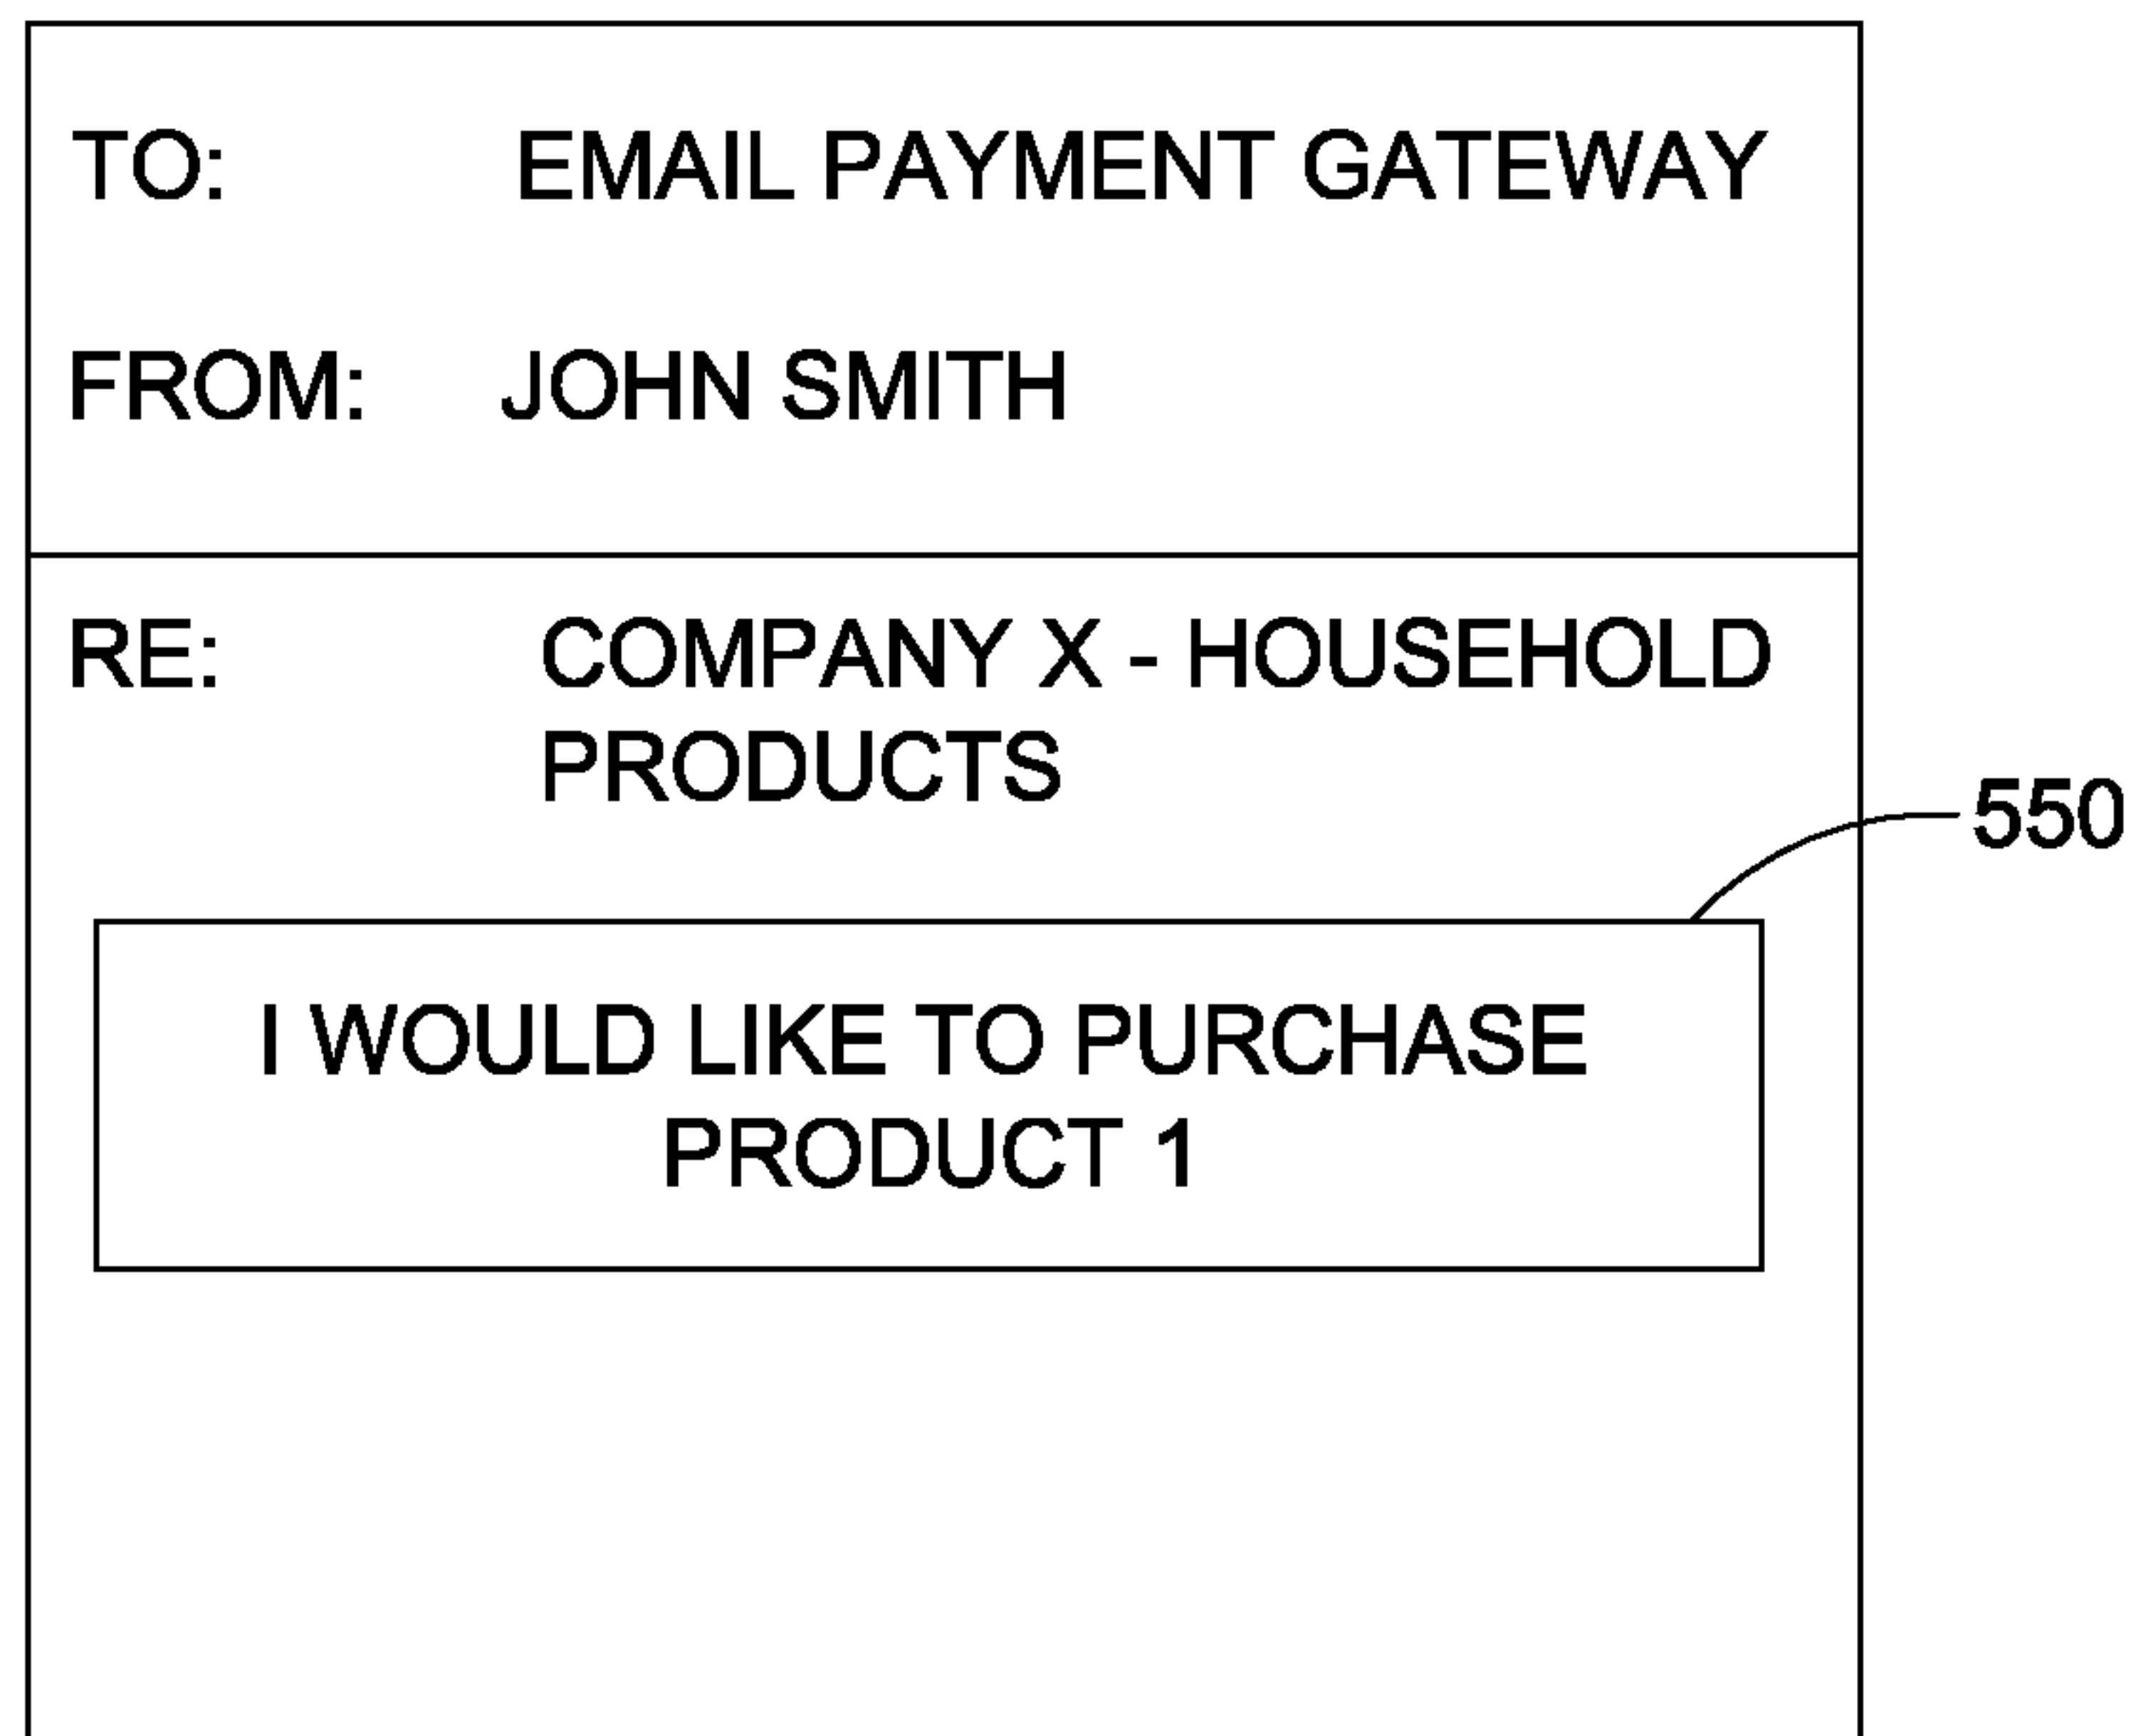 TO: EMAIL PAYMENT GATEWAY
FROM: JOHN SMITH
RE: COMPANY X - HOUSEHOLD
PRODUCTS
550
I WOULD LIKE TO PURCHASE
PRODUCT 1